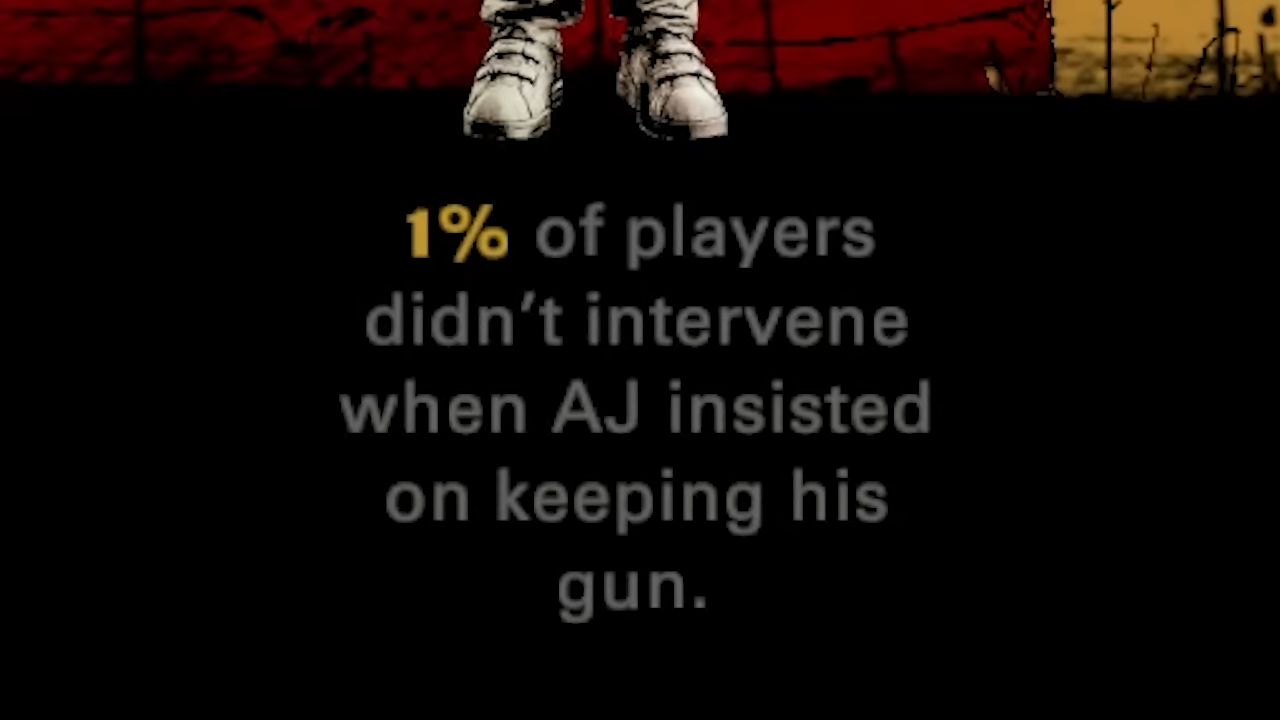 1% of players
didn’t intervene
when AJ insisted
on keeping his
gun.